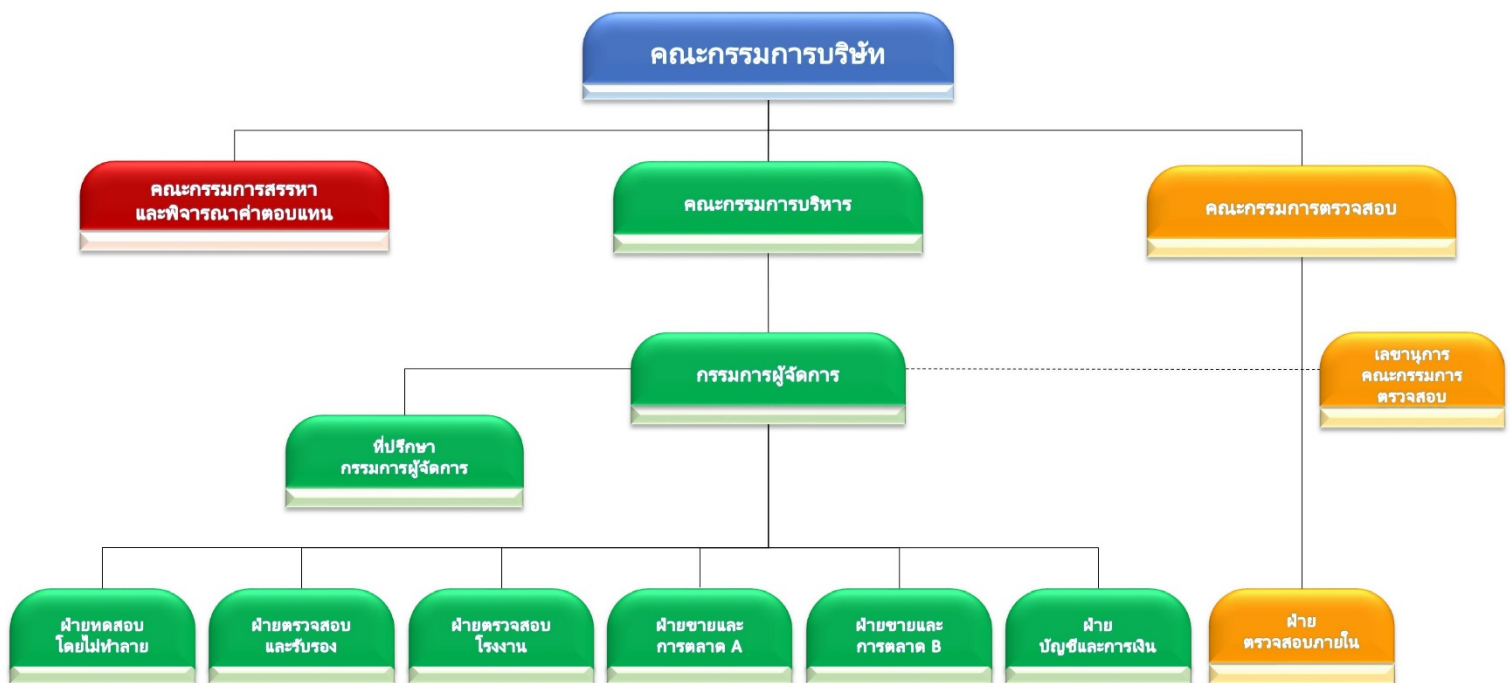 คณะกรรมการบริษัท
คณะกรรมการสรรหา
และพิจารณาค่าตอบแทน
คณะกรรมการบริหาร
คณะกรรมการตรวจสอบ
กรรมการผู้จัดการ
เลขานุการ
คณะกรรมการ
ตรวจสอบ
ที่ปรึกษา
กรรมการผู้จัดการ
ฝ่ายทดสอบ
โดยไม่ทำลาย
ฝ่ายตรวจสอบ
และรับรอง
ฝ่ายตรวจสอบ
โรงงาน
ฝ่ายขายและ
การตลาด A
ฝ่ายขายและ
การตลาด B
ฝ่าย
บัญชีและการเงิน
ฝ่าย
ตรวจสอบภายใน